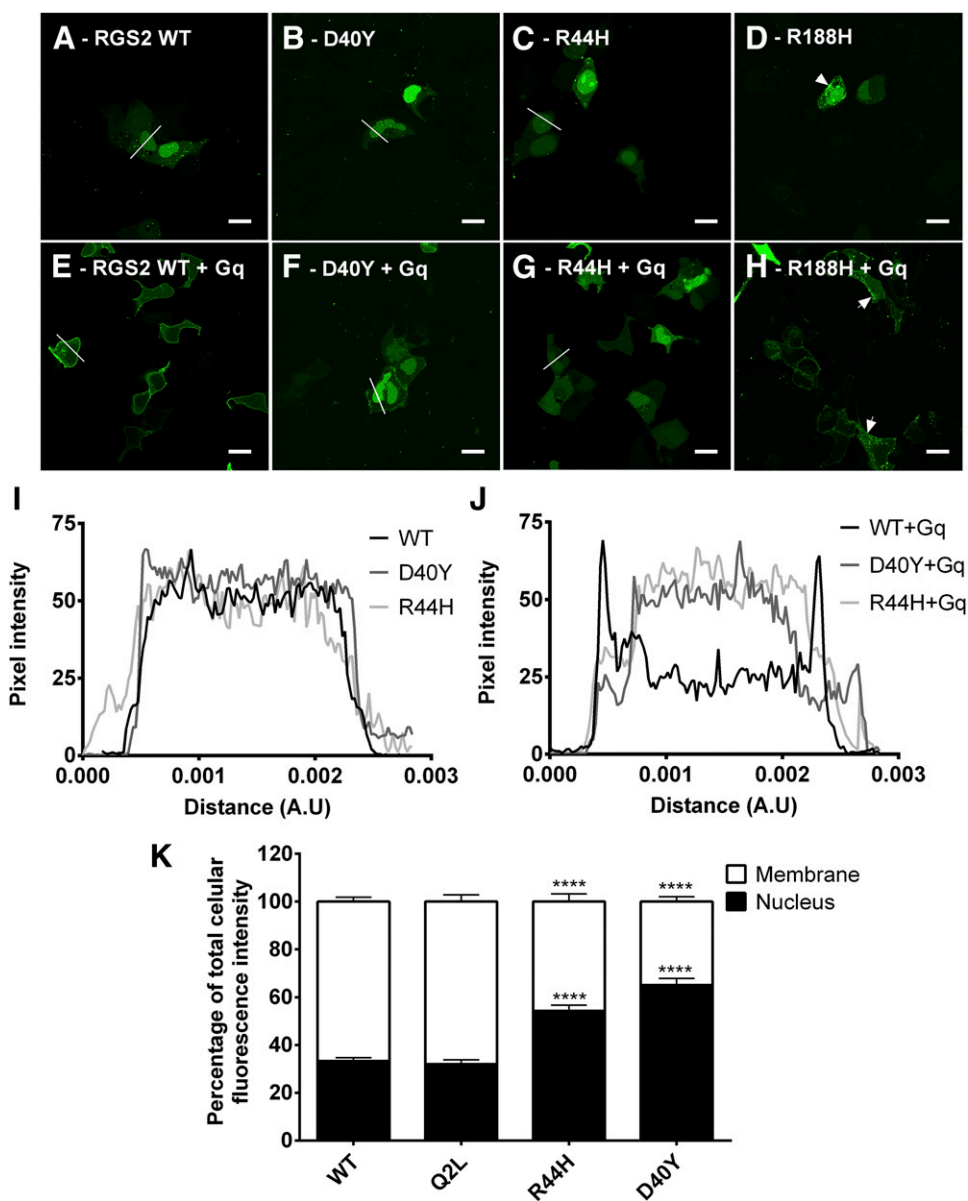 A - RGS2 WT
B - D40Y
C - R44H
D - R188H
E - RGS2 WT + Gq
F - D40Y + Gq
G - R44H + Gq
H - R188H + Gq
I
75
50
25
0
Pixel intensity
0.000 0.001 0.002 0.003
Distance (A.U)
WT
D40Y
R44H
J
75
50
25
0
Pixel intensity
0.000 0.001 0.002 0.003
Distance (A.U)
WT+Gq
D40Y+Gq
R44H+Gq
K
120
100
80
60
40
20
0
Percentage of total cellular
fluorescence intensity
**** ****
**** ****
Membrane
Nucleus
WT Q2L R44H D40Y